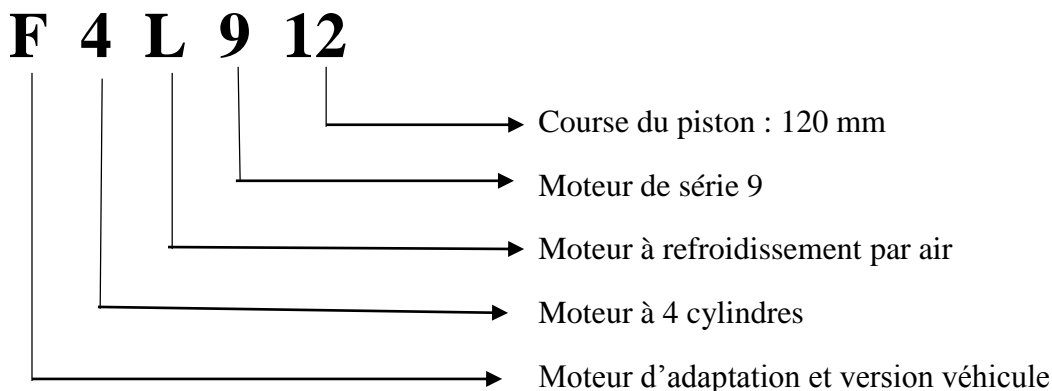 F 4 L 9 12
Course du piston : 120 mm
Moteur de série 9
Moteur à refroidissement par air
Moteur à 4 cylindres
Moteur d’adaptation et version véhicule